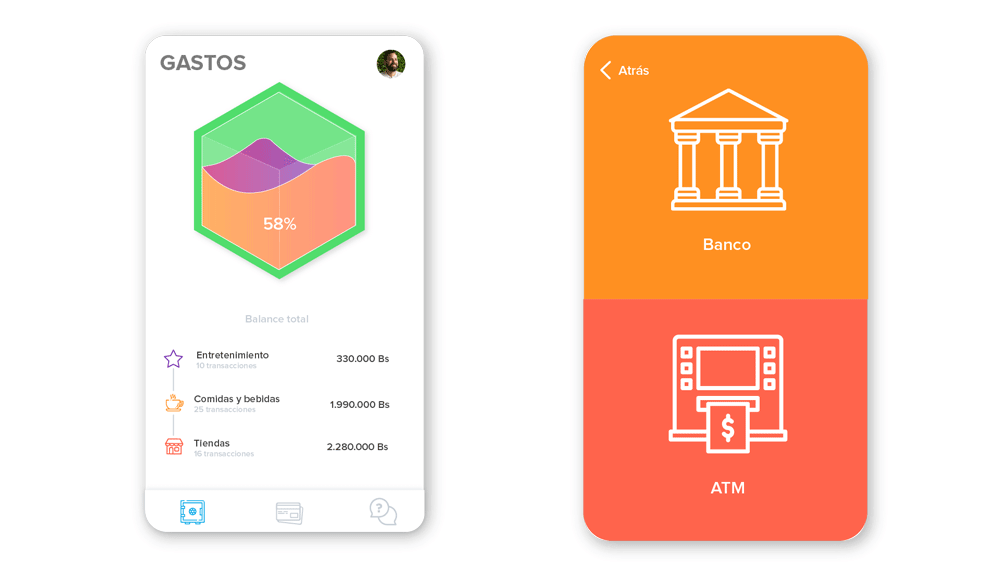 GASTOS
58%
Balance total
Entretenimiento
10 transacciones
330.000 Bs
Comidas y bebidas
25 transacciones
1.990.000 Bs
Tiendas
16 transacciones
2.280.000 Bs
?
Atrás
Banco
$
ATM